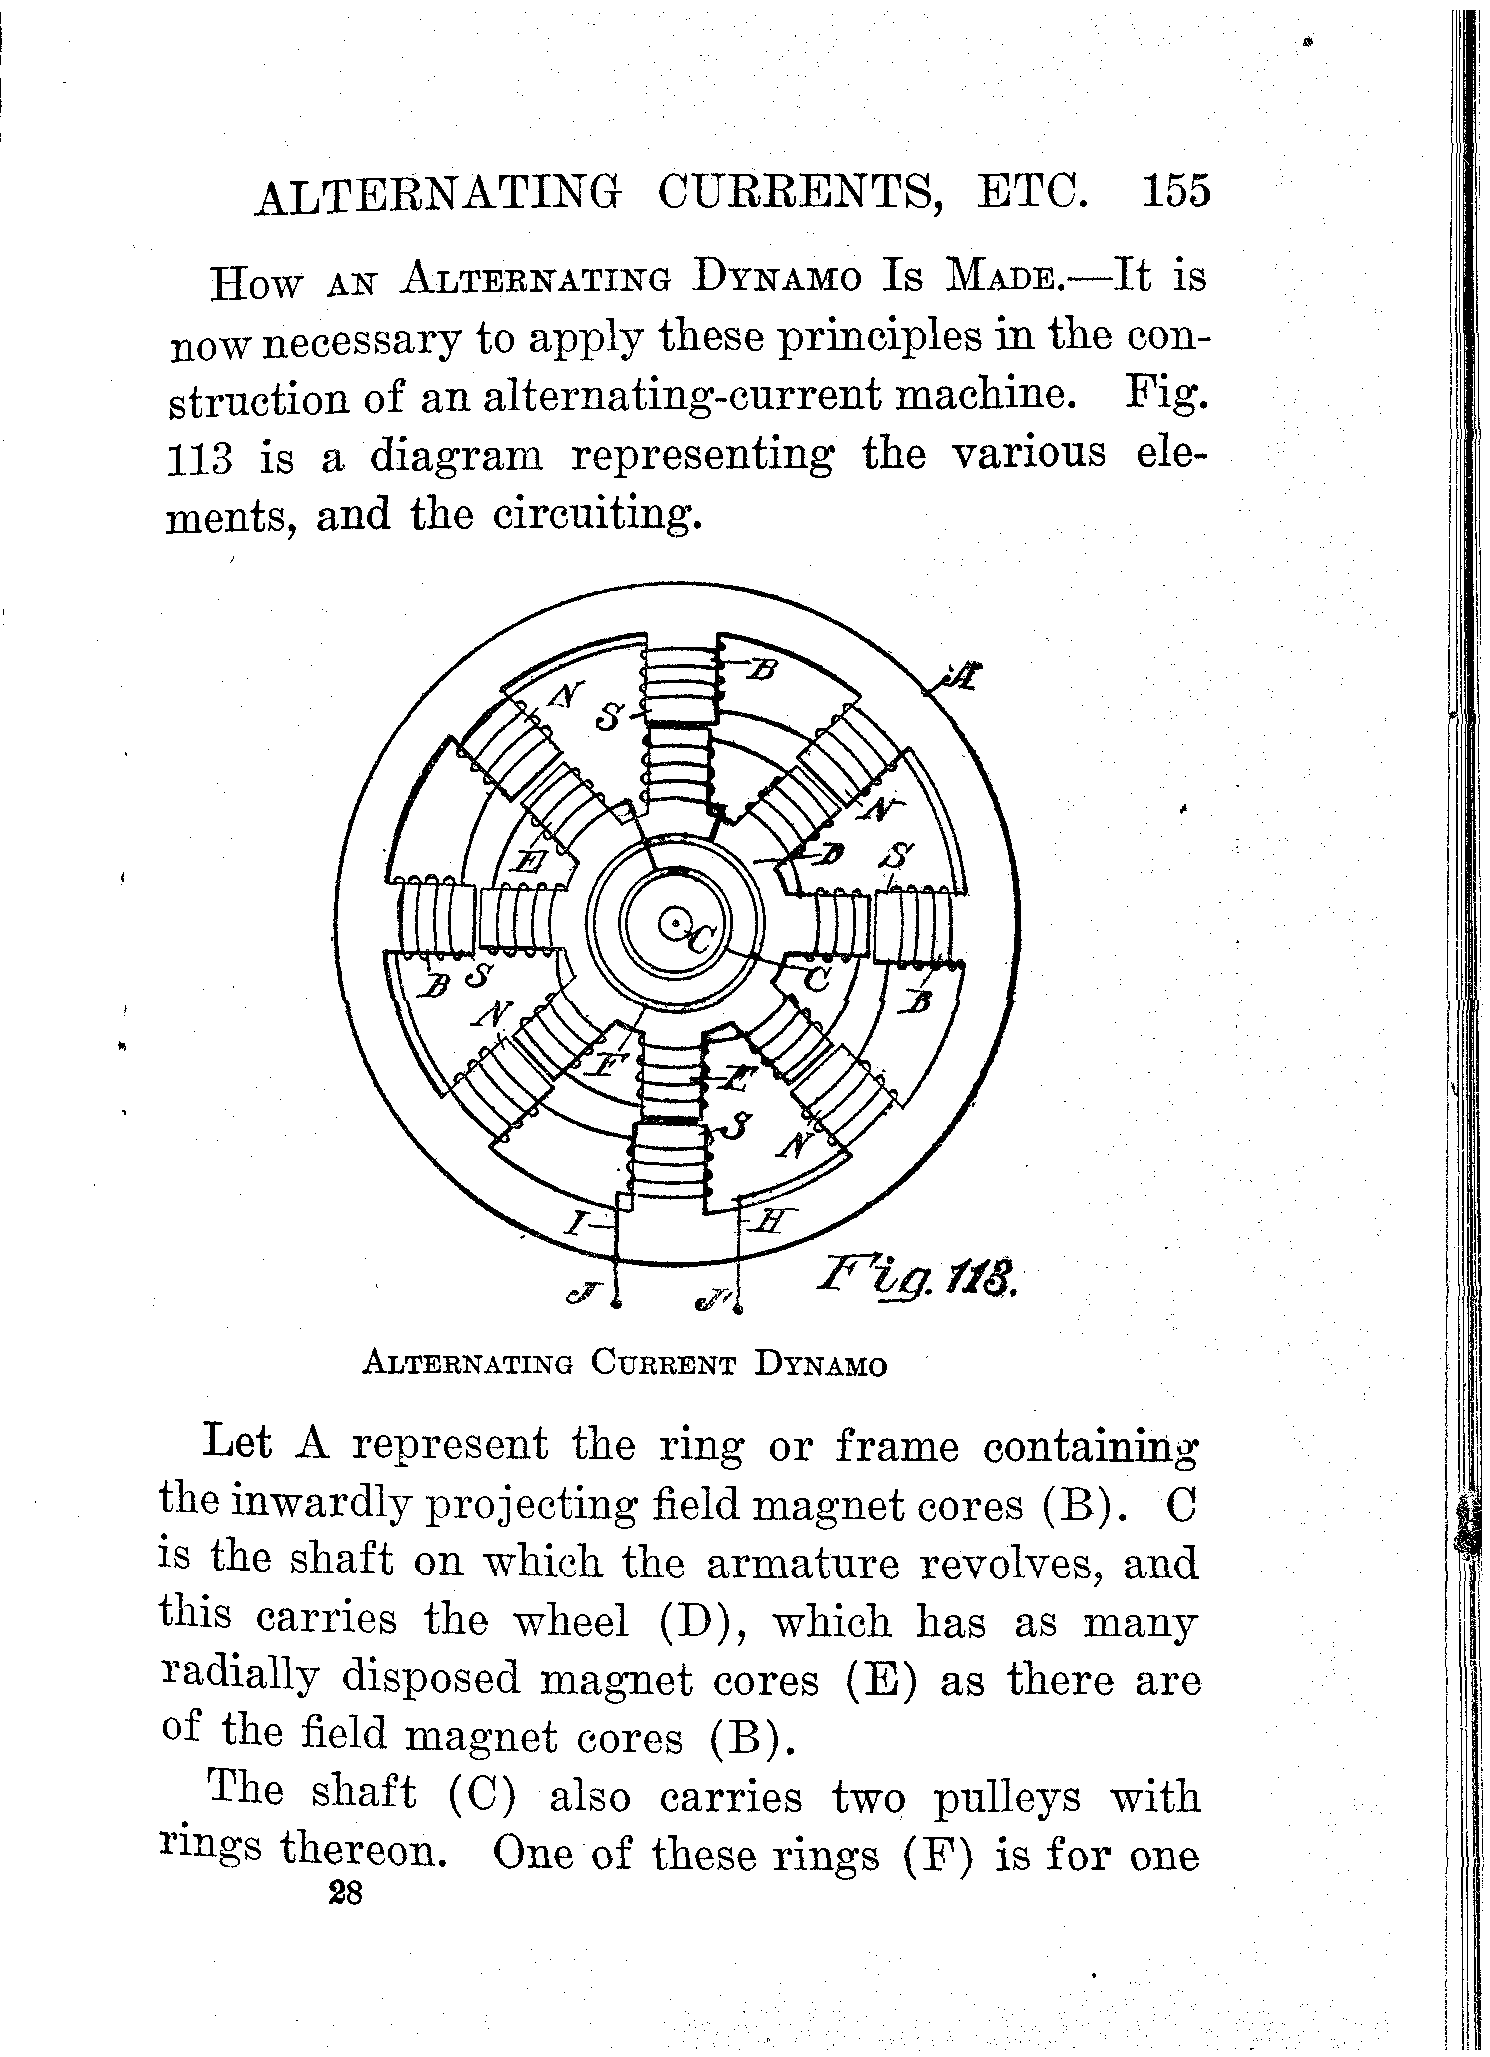 ALTERNATING CURRENTS, ETC. 155
How an Alternating Dynamo Is Made.—It is
now necessary to apply these principles in the con-
struction of an alternating-current machine. Fig.
113 is a diagram representing the various ele-
ments, and the circuiting.
A
B
N
S
N
E
D
S
C
C
B
S
B
N
F
E
S
N
I
H
J
J'
Fig. 113.
Alternating Current Dynamo
Let A represent the ring or frame containing
the inwardly projecting field magnet cores (B). C
is the shaft on which the armature revolves, and
this carries the wheel (D), which has as many
radially disposed magnet cores (E) as there are
of the field magnet cores (B).
The shaft (C) also carries two pulleys with
rings thereon. One of these rings (F) is for one
28